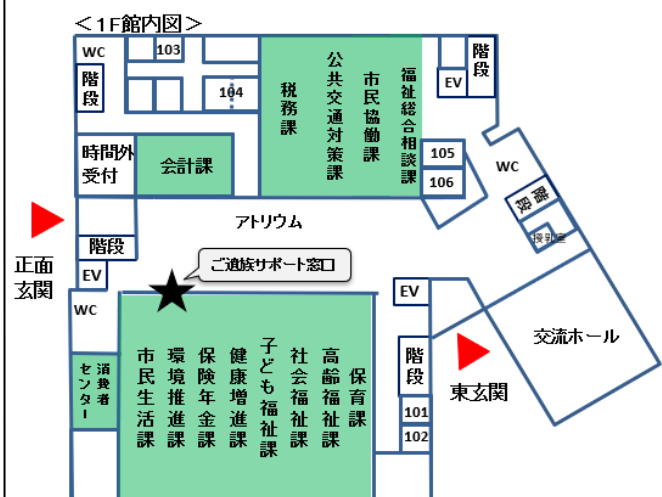 ＜1F館内図＞
WC
103
階段
104
税務課
公共交通対策課
市民協働課
福祉総合相談課
階段
EV
時間外
受付
会計課
105
106
WC
階段
授乳室
アトリウム
正面
玄関
階段
EV
ご遺族サポート窓口
WC
EV
交流ホール
消費者
センター
市民生活課
環境推進課
保険年金課
健康増進課
子ども福祉課
社会福祉課
高齢福祉課
保育課
階段
東玄関
101
102